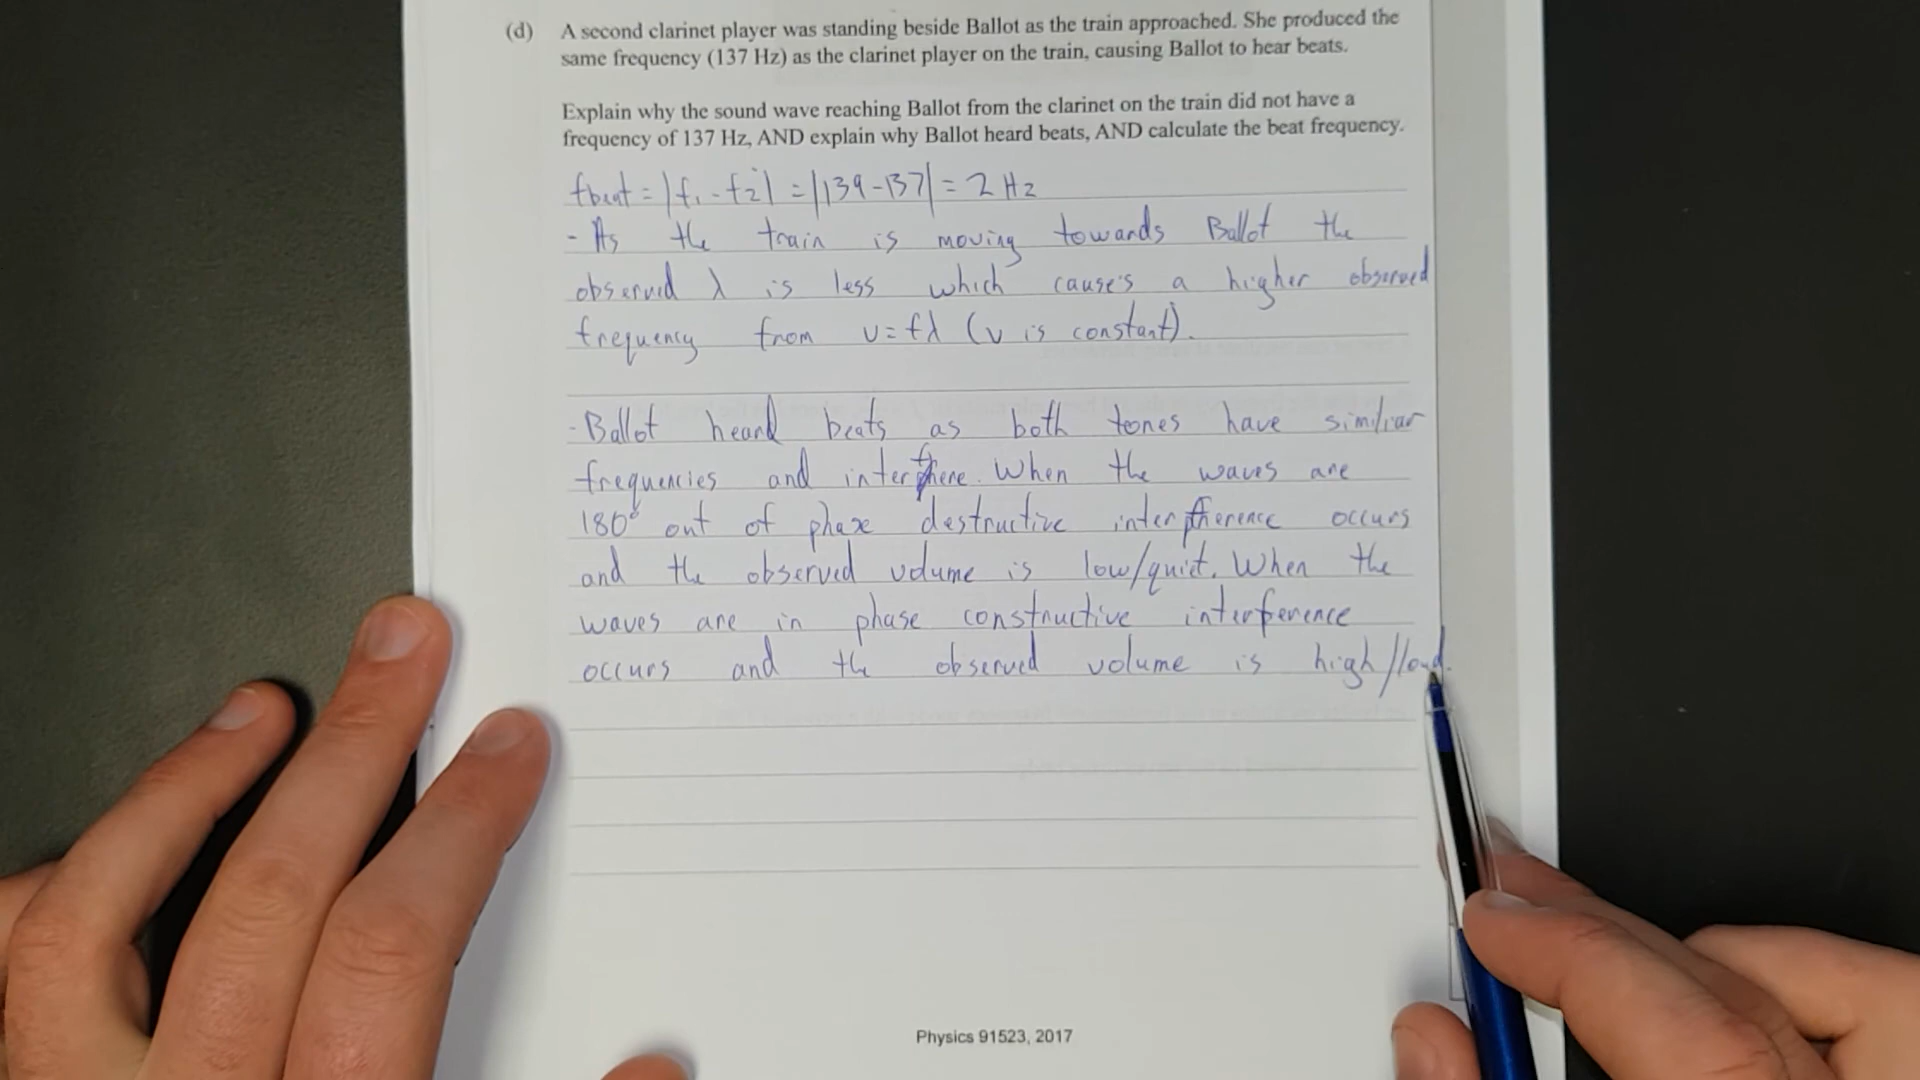 (d) A second clarinet player was standing beside Ballot as the train approached. She produced the
same frequency (137 Hz) as the clarinet player on the train, causing Ballot to hear beats.
Explain why the sound wave reaching Ballot from the clarinet on the train did not have a
frequency of 137 Hz, AND explain why Ballot heard beats, AND calculate the beat frequency.
fbeat = |f₁ - f₂| = |139 - 137| = 2 Hz
- As the train is moving towards Ballot the
observed λ is less which cause's a higher observed
frequency from v = fλ (v is constant).
- Ballot heard beats as both tones have similiar
frequencies and interfhere. When the waves are
180° out of phase destructive interfherence occurs
and the observed volume is low/quiet. When the
waves are in phase constructive interference
occurs and the observed volume is high/loud.
Physics 91523, 2017